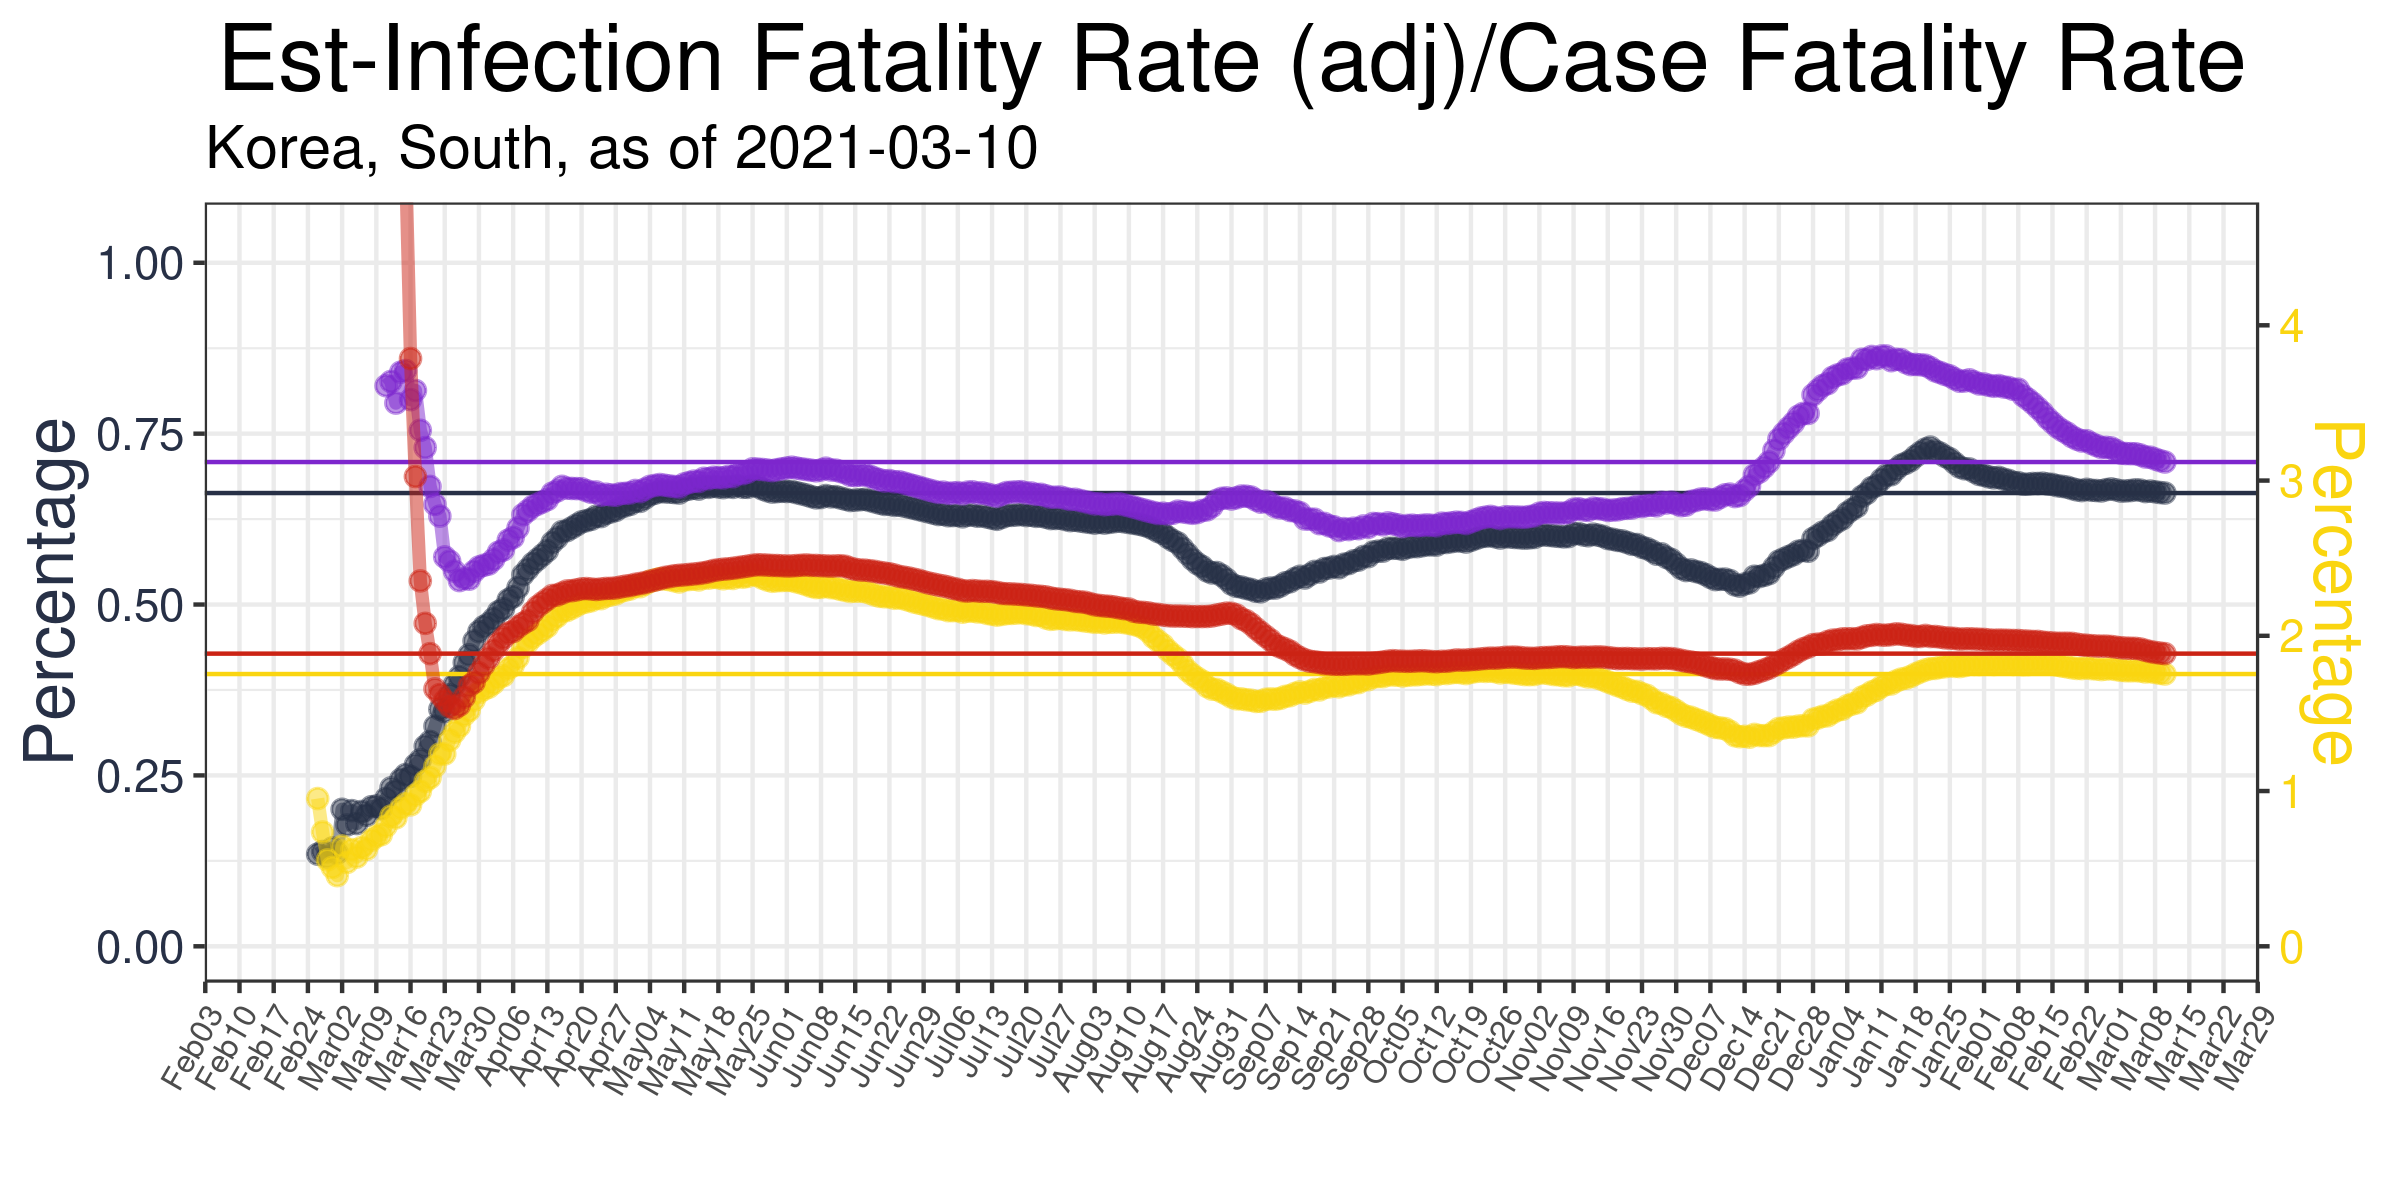 Est-Infection Fatality Rate (adj)/Case Fatality Rate
Korea, South, as of 2021-03-10
Percentage
1.00
0.75
0.50
0.25
0.00
4
3
2
1
0
Percentage
Feb03
Feb10
Feb17
Feb24
Mar02
Mar09
Mar16
Mar23
Mar30
Apr06
Apr13
Apr20
Apr27
May04
May11
May18
May25
Jun01
Jun08
Jun15
Jun22
Jun29
Jul06
Jul13
Jul20
Jul27
Aug03
Aug10
Aug17
Aug24
Aug31
Sep07
Sep14
Sep21
Sep28
Oct05
Oct12
Oct19
Oct26
Nov02
Nov09
Nov16
Nov23
Nov30
Nov07
Dec14
Dec21
Dec28
Dec04
Jan11
Jan18
Jan25
Jan01
Feb08
Feb15
Feb22
Mar01
Mar08
Mar15
Mar22
Mar29